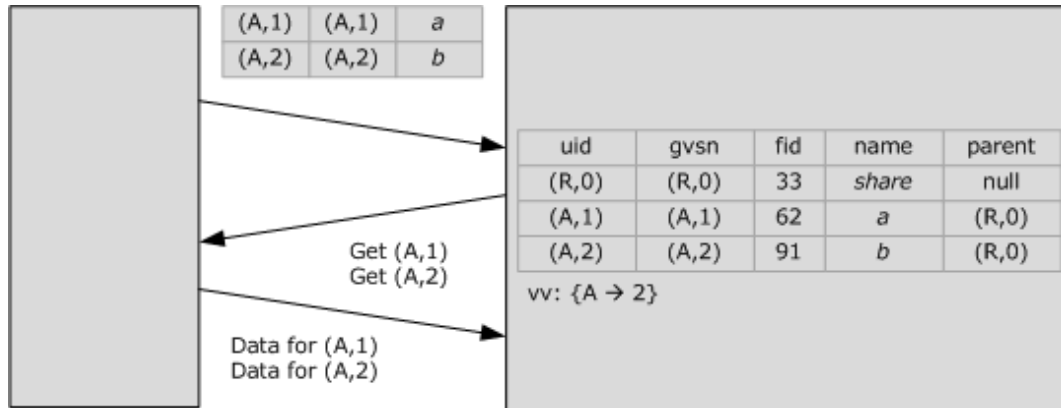 (A,1) (A,1) a
(A,2) (A,2) b
uid gvsn fid name parent
(R,0) (R,0) 33 share null
(A,1) (A,1) 62 a (R,0)
(A,2) (A,2) 91 b (R,0)
vv: {A → 2}
Get (A,1)
Get (A,2)
Data for (A,1)
Data for (A,2)